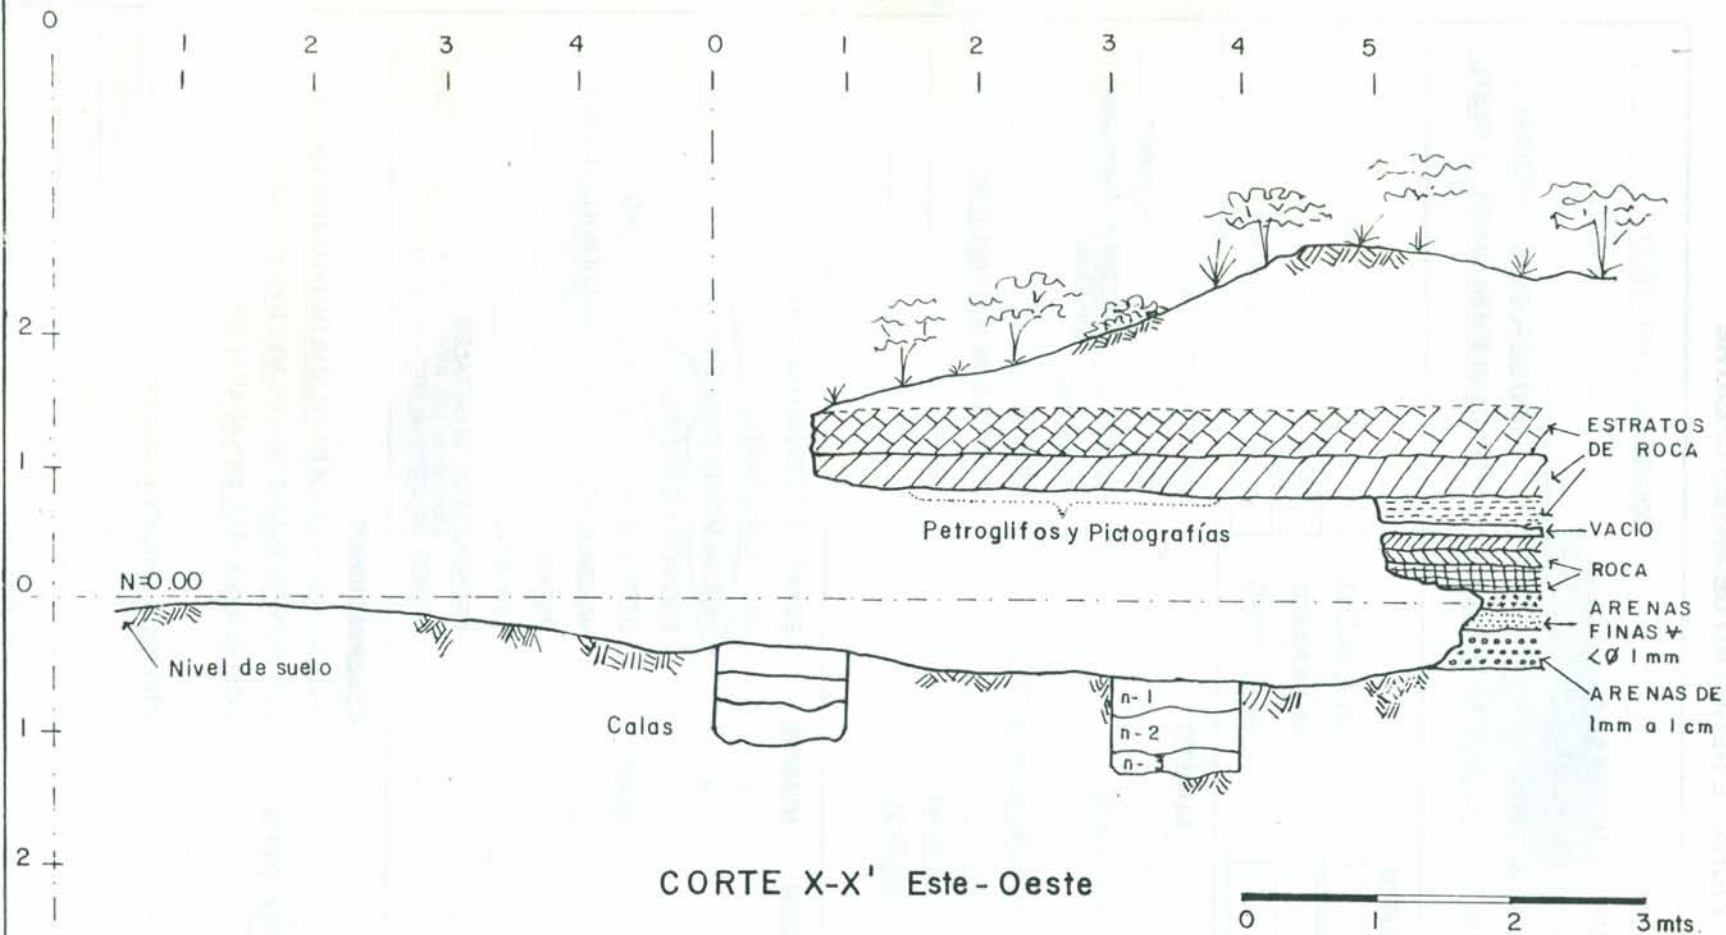 0
1 2 3 4 0 1 2 3 4 5
2
ESTRATOS
DE ROCA
1
Petroglifos y Pictografías
VACIO
0
N=0.00
ROCA
ARENAS
FINAS ¥
<Ø 1 mm
Nivel de suelo
ARENAS DE
1mm a 1 cm
n-1
1
Calas
n-2
n-3
2
CORTE X-X' Este-Oeste
0 1 2 3 mts.